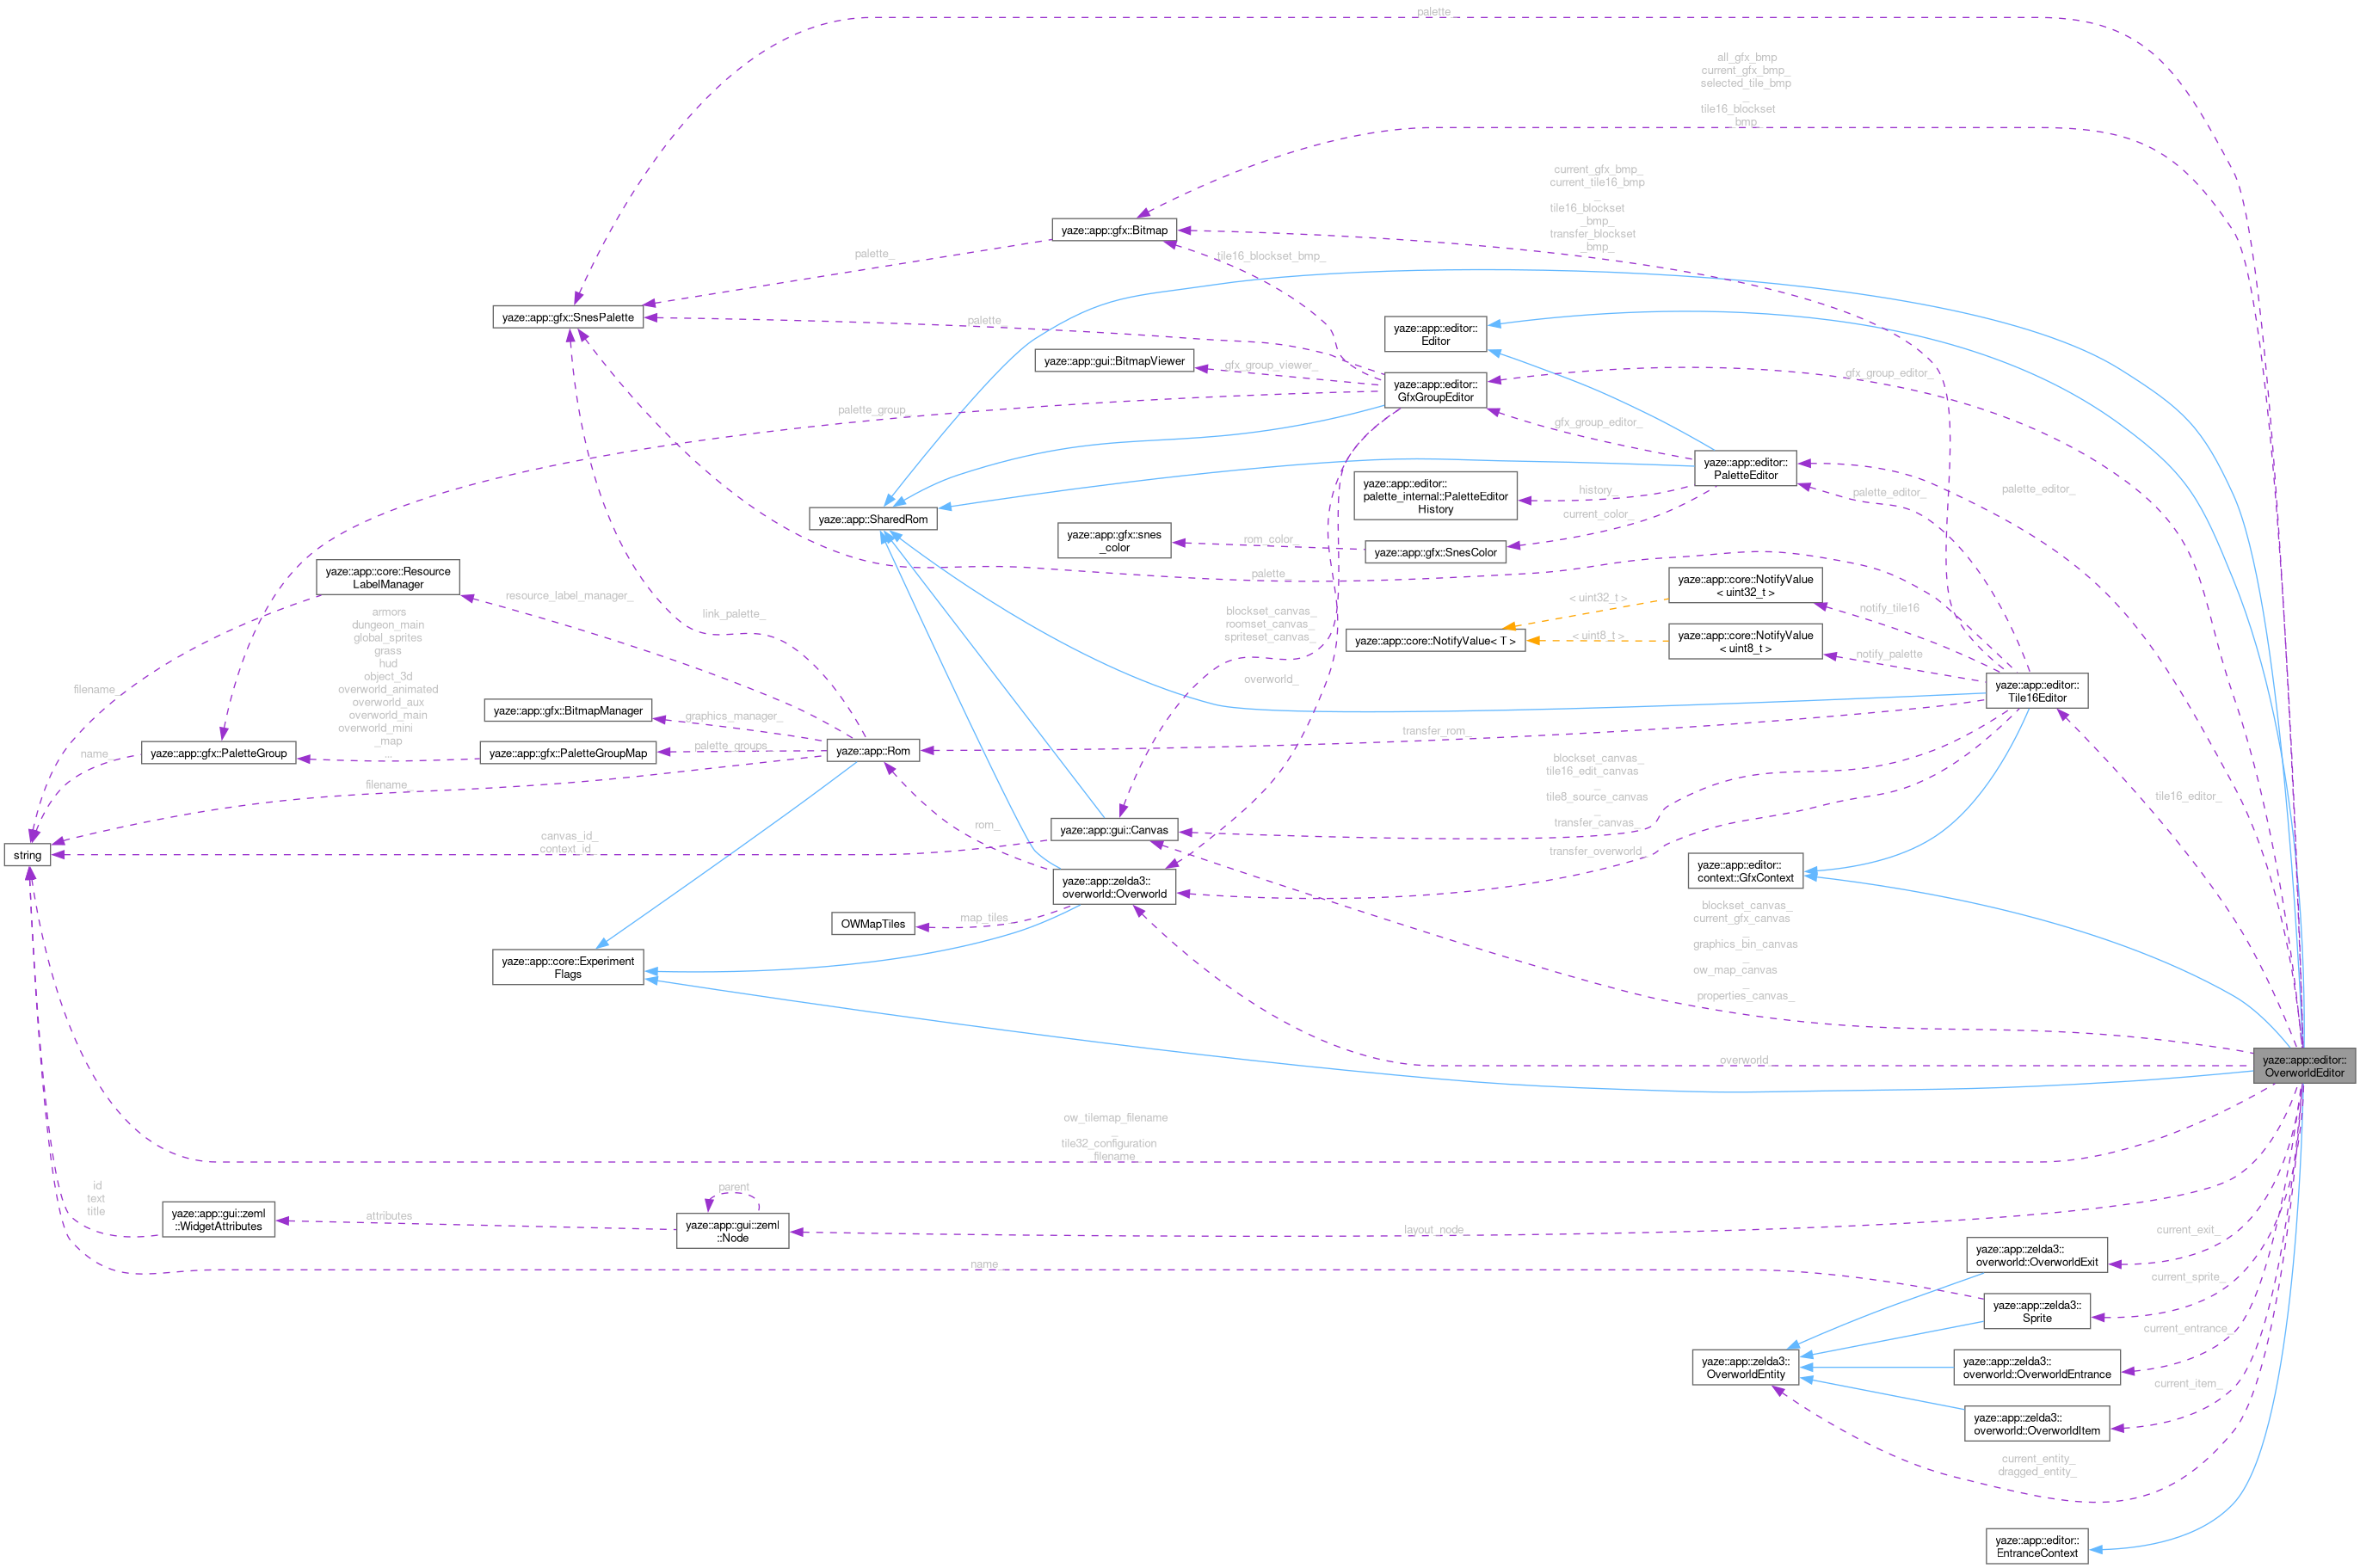 palette_
all_gfx_bmp
current_gfx_bmp_
selected_tile_bmp
_
tile16_blockset
_bmp_
current_gfx_bmp_
current_tile16_bmp
_
tile16_blockset
_bmp_
transfer_blockset
_bmp_
yaze::app::gfx::Bitmap
palette_
tile16_blockset_bmp_
yaze::app::gfx::SnesPalette
palette_
yaze::app::editor::
Editor
yaze::app::gui::BitmapViewer
gfx_group_viewer_
yaze::app::editor::
GfxGroupEditor
gfx_group_editor_
palette_group
gfx_group_editor_
yaze::app::editor::
PaletteEditor
yaze::app::editor::
palette_internal::PaletteEditor
History
history_
palette_editor_
palette_editor_
current_color_
yaze::app::SharedRom
yaze::app::gfx::snes
_color
rom_color_
yaze::app::gfx::SnesColor
yaze::app::core::Resource
LabelManager
palette_
yaze::app::core::NotifyValue
< uint32_t >
< uint32_t >
notify_tile16
resource_label_manager_
link_palette_
blockset_canvas_
roomset_canvas_
spriteset_canvas_
yaze::app::core::NotifyValue< T >
< uint8_t >
yaze::app::core::NotifyValue
< uint8_t >
notify_palette
armors
dungeon_main
global_sprites
grass
hud
object_3d
overworld_animated
overworld_aux
overworld_main
overworld_mini
_map
filename_
overworld_
yaze::app::editor::
Tile16Editor
yaze::app::gfx::BitmapManager
graphics_manager_
transfer_rom_
name_
yaze::app::gfx::PaletteGroup
yaze::app::gfx::PaletteGroupMap
palette_groups_
yaze::app::Rom
filename_
blockset_canvas_
tile16_edit_canvas
_
tile8_source_canvas
_
transfer_canvas_
tile16_editor_
rom_
yaze::app::gui::Canvas
canvas_id_
context_id_
string
transfer_overworld_
yaze::app::editor::
context::GfxContext
yaze::app::zelda3::
overworld::Overworld
OWMapTiles
map_tiles_
blockset_canvas_
current_gfx_canvas
_
graphics_bin_canvas
_
ow_map_canvas
_
properties_canvas_
yaze::app::core::Experiment
Flags
overworld_
yaze::app::editor::
OverworldEditor
ow_tilemap_filename
_
tile32_configuration
_filename_
id
text
title
yaze::app::gui::zeml
::WidgetAttributes
attributes
parent
yaze::app::gui::zeml
::Node
layout_node_
current_exit_
yaze::app::zelda3::
overworld::OverworldExit
name_
current_sprite_
yaze::app::zelda3::
Sprite
current_entrance_
yaze::app::zelda3::
OverworldEntity
yaze::app::zelda3::
overworld::OverworldEntrance
current_item_
yaze::app::zelda3::
overworld::OverworldItem
current_entity_
dragged_entity_
yaze::app::editor::
EntranceContext